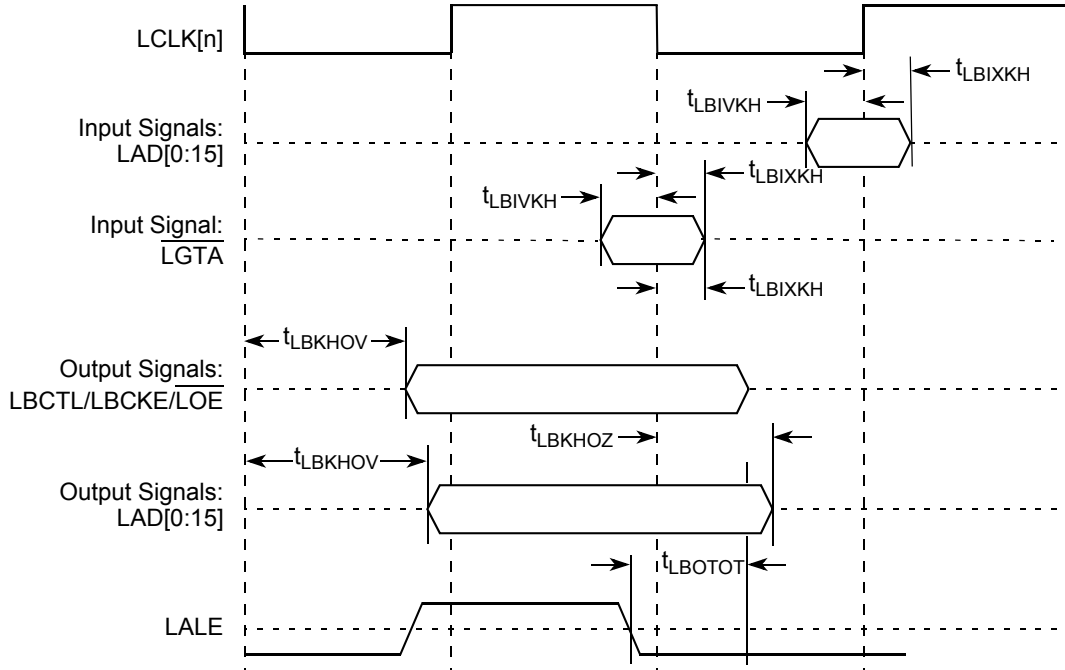 LCLK[n]
tLBIXKH
tLBIVKH
Input Signals:
LAD[0:15]
tLBIXKH
tLBIVKH
Input Signal:
LGTA
tLBIXKH
tLBKHOV
Output Signals:
LBCTL/LBCKE/LOE
tLBKHOZ
tLBKHOV
Output Signals:
LAD[0:15]
tLBOTOT
LALE